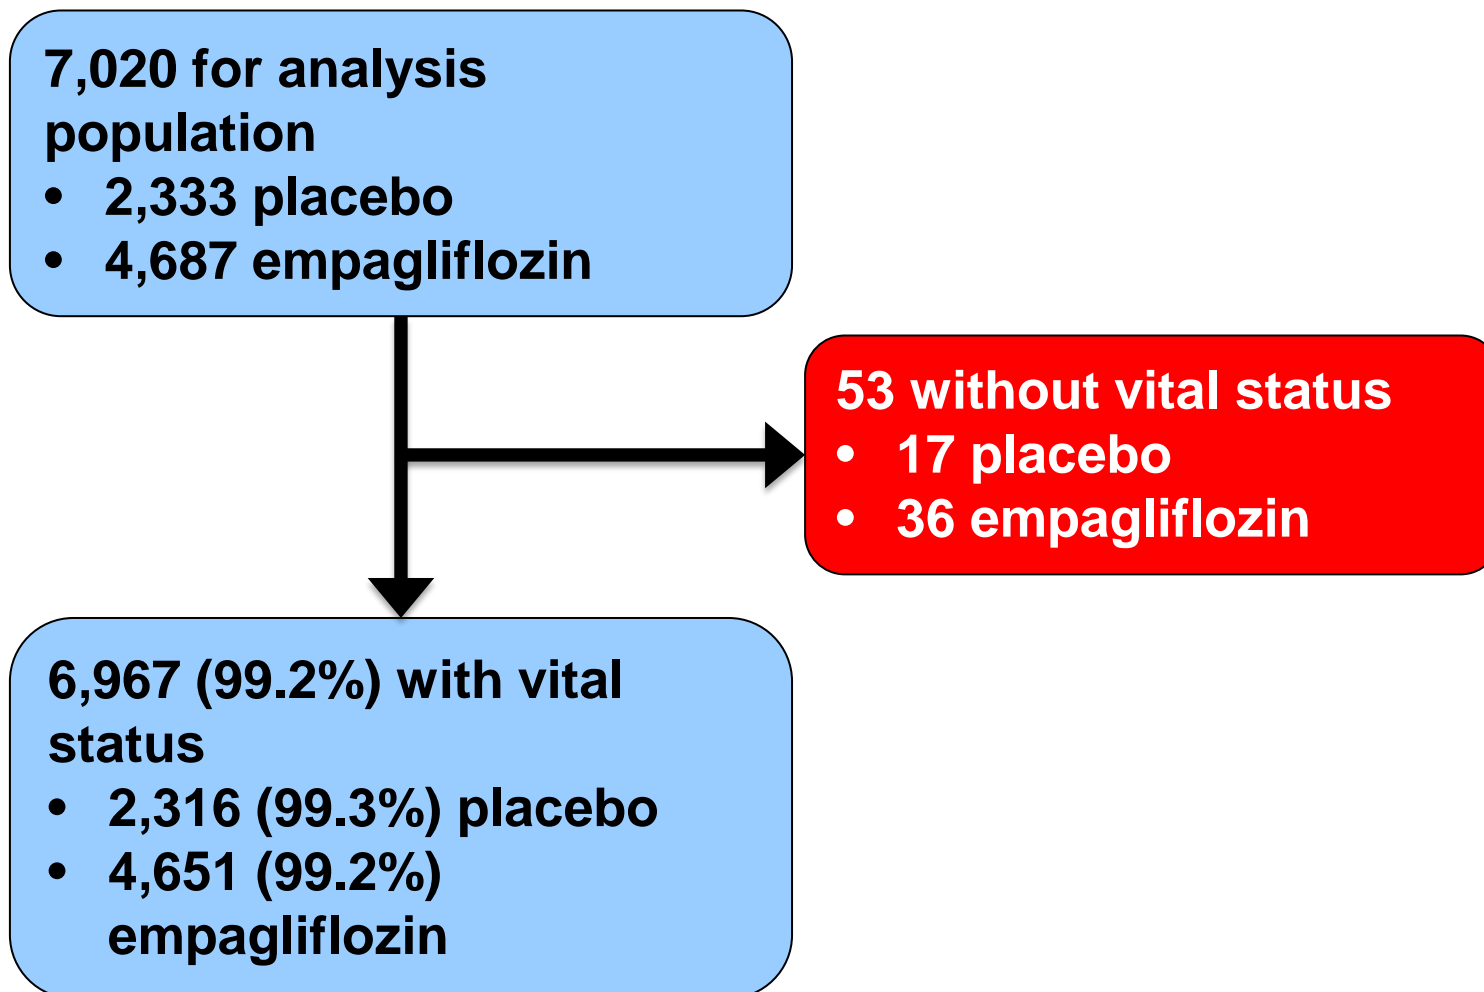 7,020 for analysis
population
• 2,333 placebo
• 4,687 empagliflozin
53 without vital status
• 17 placebo
• 36 empagliflozin
6,967 (99.2%) with vital
status
• 2,316 (99.3%) placebo
• 4,651 (99.2%)
empagliflozin